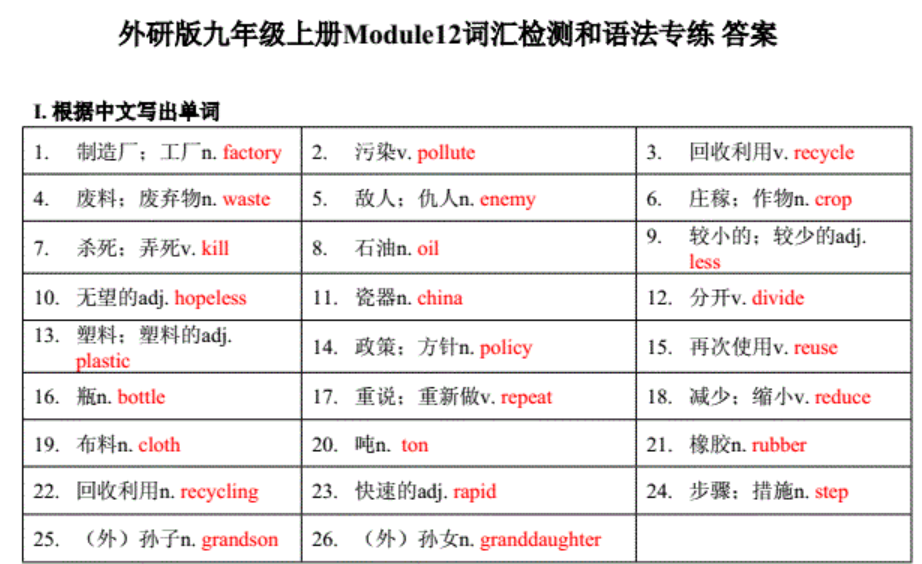 外研版九年级上册Module12词汇检测和语法专练 答案
I. 根据中文写出单词
1. 制造厂；工厂n. factory
2. 污染v. pollute
3. 回收利用v. recycle
4. 废料；废弃物n. waste
5. 敌人；仇人n. enemy
6. 庄稼；作物n. crop
7. 杀死；弄死v. kill
8. 石油n. oil
9. 较小的；较少的adj.
less
10. 无望的adj. hopeless
11. 瓷器n. china
12. 分开v. divide
13. 塑料；塑料的adj.
plastic
14. 政策；方针n. policy
15. 再次使用v. reuse
16. 瓶n. bottle
17. 重说；重新做v. repeat
18. 减少；缩小v. reduce
19. 布料n. cloth
20. 吨n. ton
21. 橡胶n. rubber
22. 回收利用n. recycling
23. 快速的adj. rapid
24. 步骤；措施n. step
25. （外）孙子n. grandson
26. （外）孙女n. granddaughter